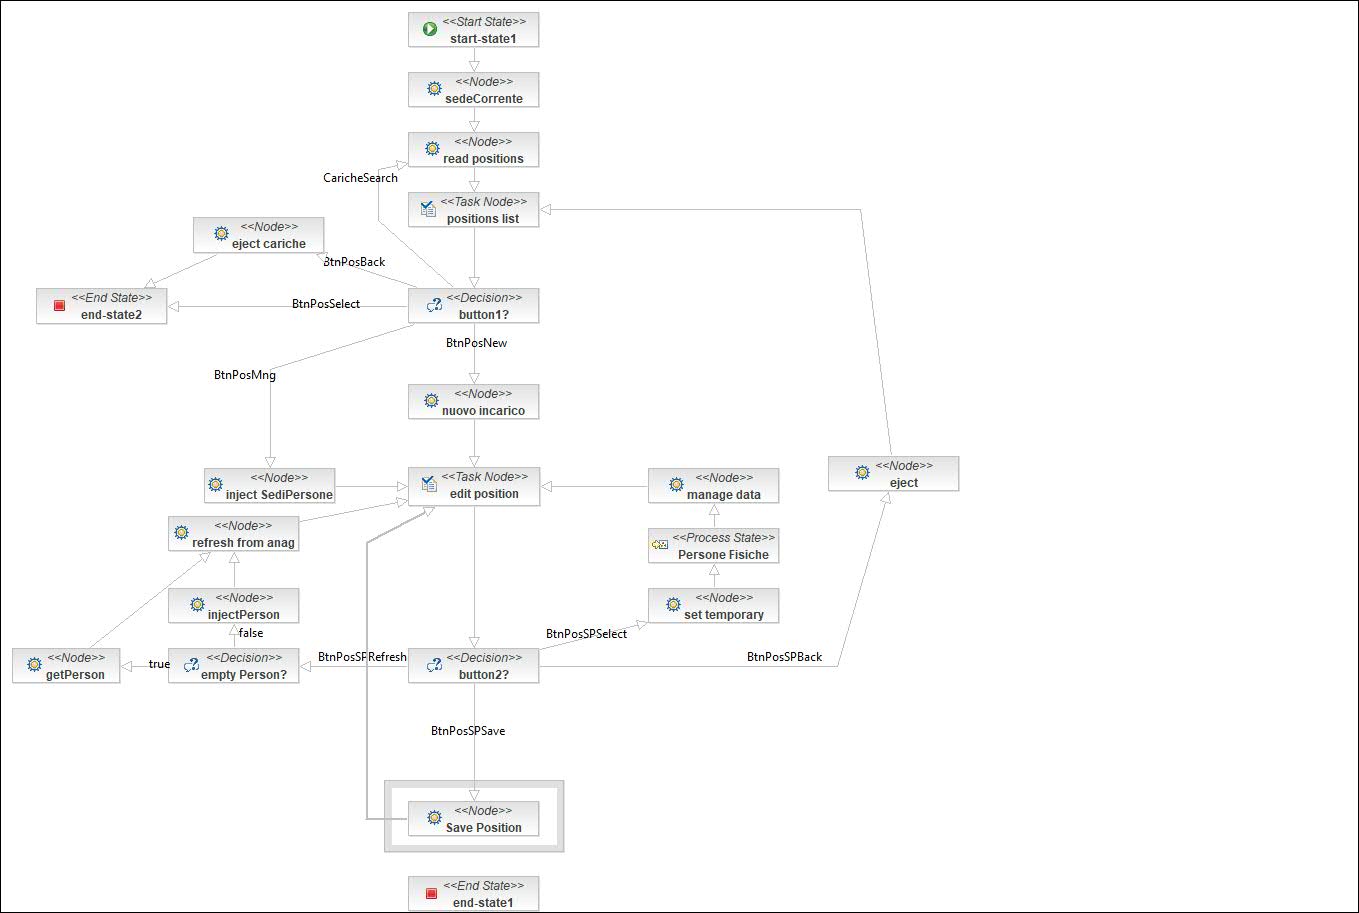 <<Start State>>
start-state1
<<Node>>
sedeCorrente
<<Node>>
read positions
CaricheSearch
<<Task Node>>
positions list
<<Node>>
eject cariche
BtnPosBack
<<End State>>
end-state2
BtnPosSelect
<<Decision>>
button1?
BtnPosNew
BtnPosMng
<<Node>>
nuovo incarico
<<Node>>
eject
<<Node>>
inject SediPersone
<<Task Node>>
edit position
<<Node>>
manage data
<<Node>>
refresh from anag
<<Process State>>
Persone Fisiche
<<Node>>
injectPerson
<<Node>>
set temporary
false
BtnPosSPSelect
<<Node>>
getPerson
true
<<Decision>>
empty Person?
BtnPosSPRefresh
<<Decision>>
button2?
BtnPosSPBack
BtnPosSPSave
<<Node>>
Save Position
<<End State>>
end-state1